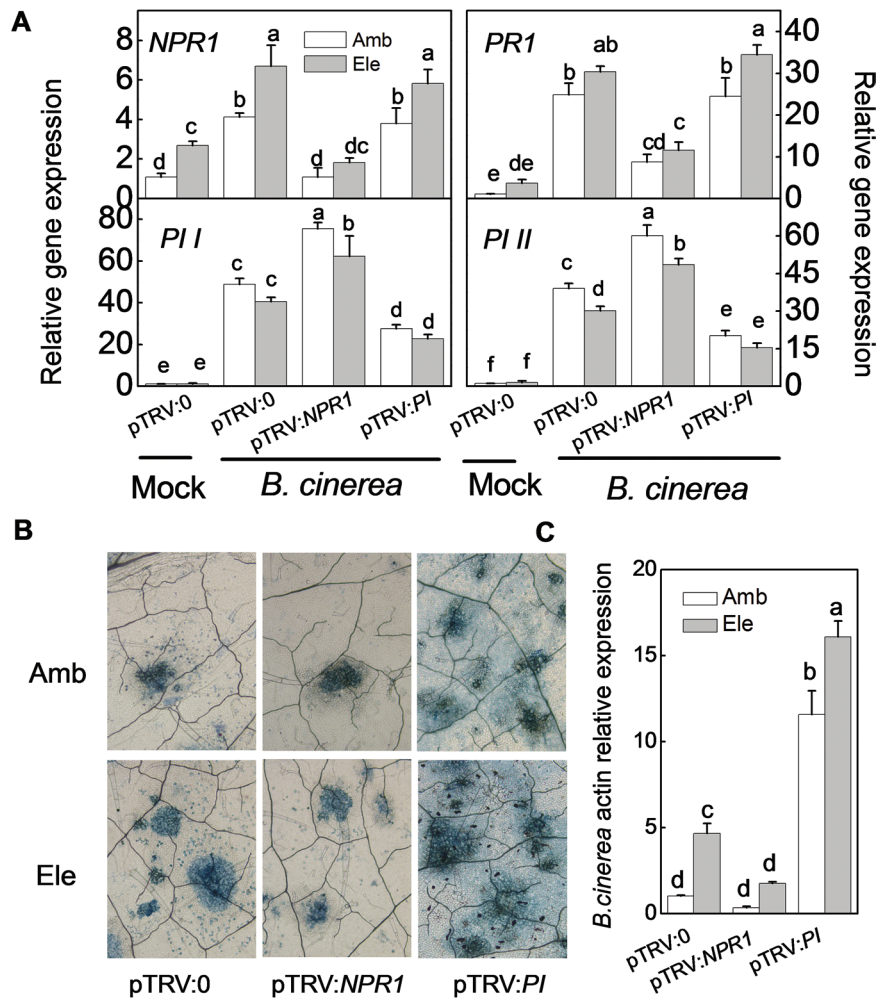 A
NPR1
Amb
Ele
PR1
Relative gene expression
8
6
4
2
0
d
c
b
a
d
dc
b
a
e
de
b
ab
cd
c
b
a
40
30
20
10
0
Relative gene expression
PI I
PI II
80
60
40
20
0
e
e
c
c
a
b
d
d
f
f
c
d
a
b
e
e
60
45
30
15
0
pTRV:0
pTRV:0
pTRV:NPR1
pTRV:PI
pTRV:0
pTRV:0
pTRV:NPR1
pTRV:PI
Mock
B. cinerea
Mock
B. cinerea
B
Amb
Ele
pTRV:0
pTRV:NPR1
pTRV:PI
C
B.cinerea actin relative expression
20
15
10
5
0
Amb
Ele
d
c
d
d
b
a
pTRV:0
pTRV:NPR1
pTRV:PI